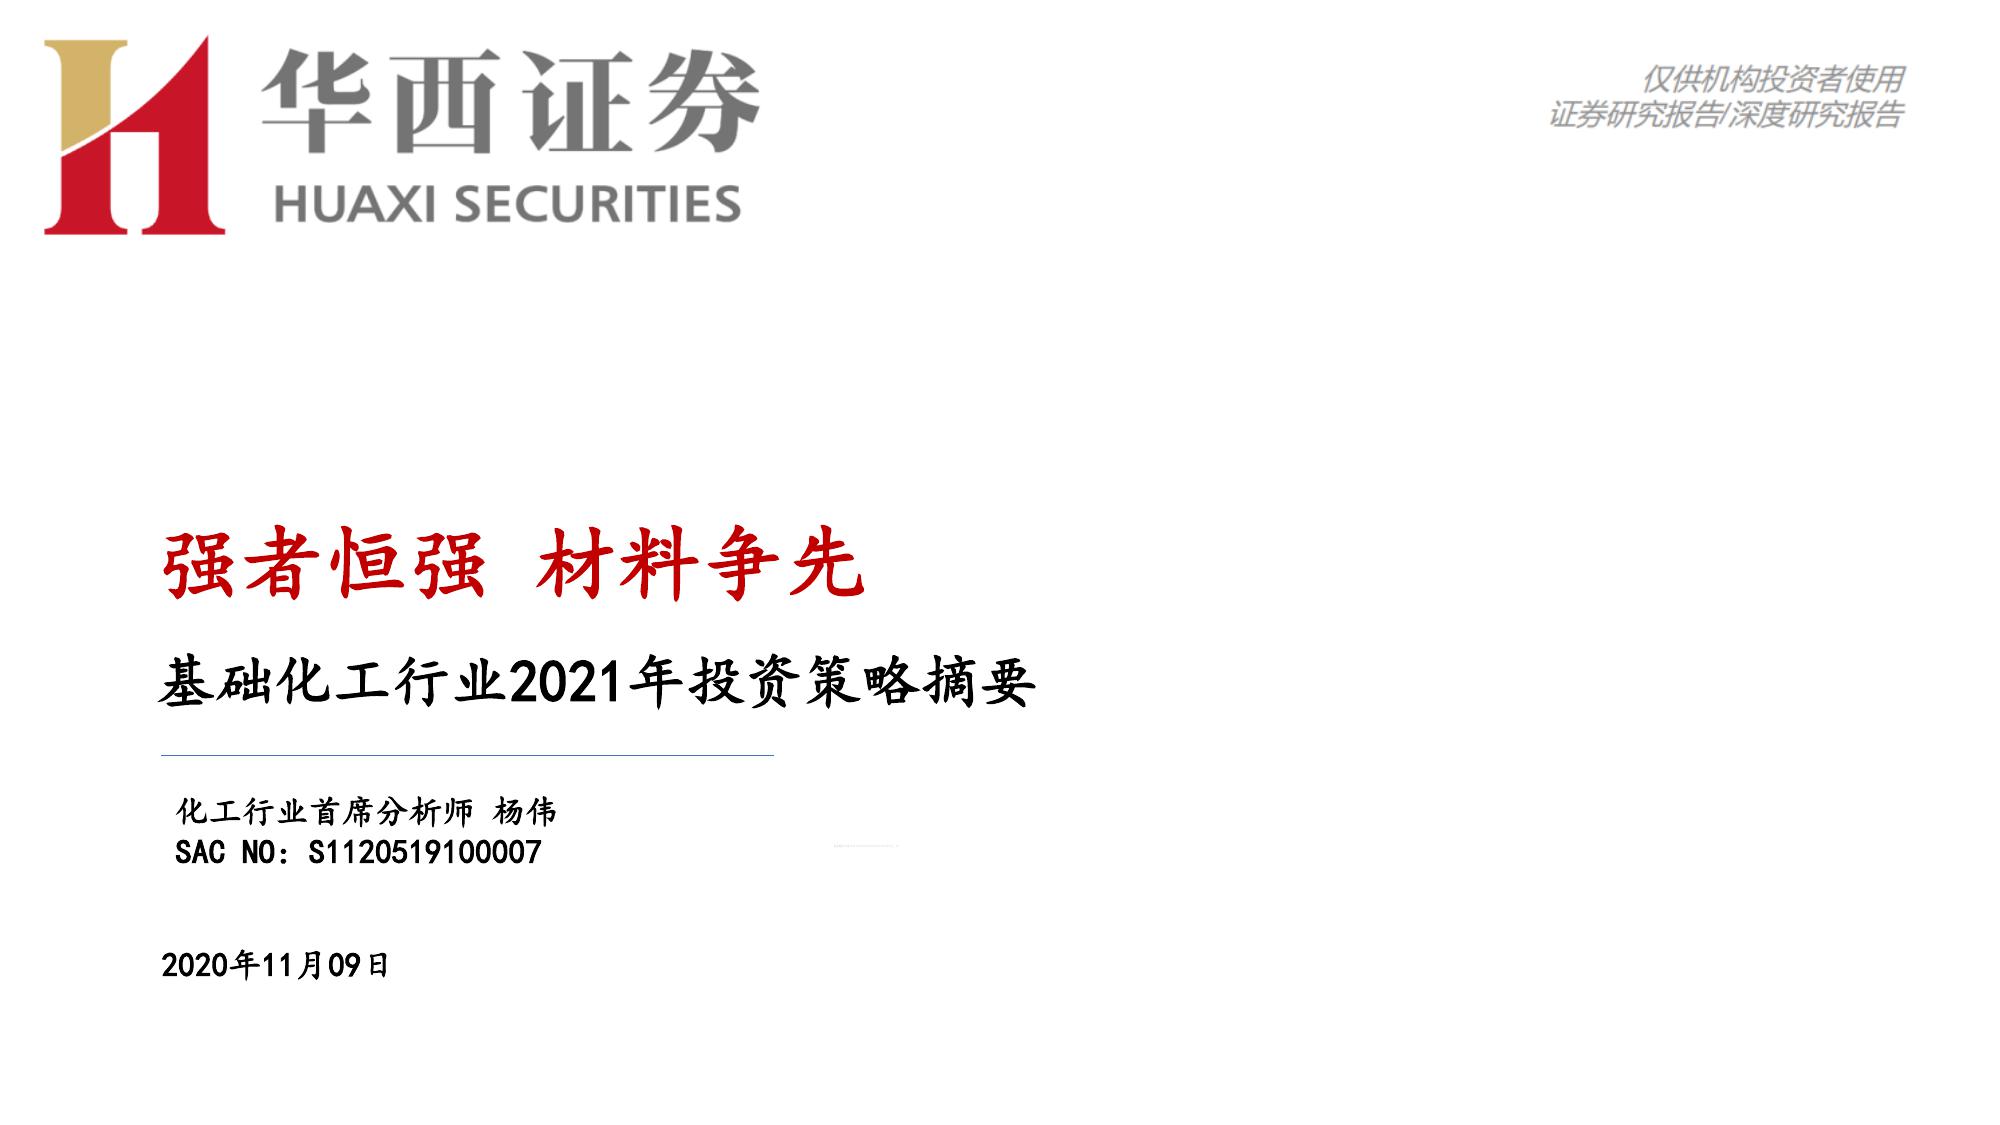 华西证券
HUAXI SECURITIES
仅供机构投资者使用
证券研究报告/深度研究报告
强者恒强 材料争先
基础化工行业2021年投资策略摘要
化工行业首席分析师 杨伟
SAC NO：S1120519100007
2020年11月09日